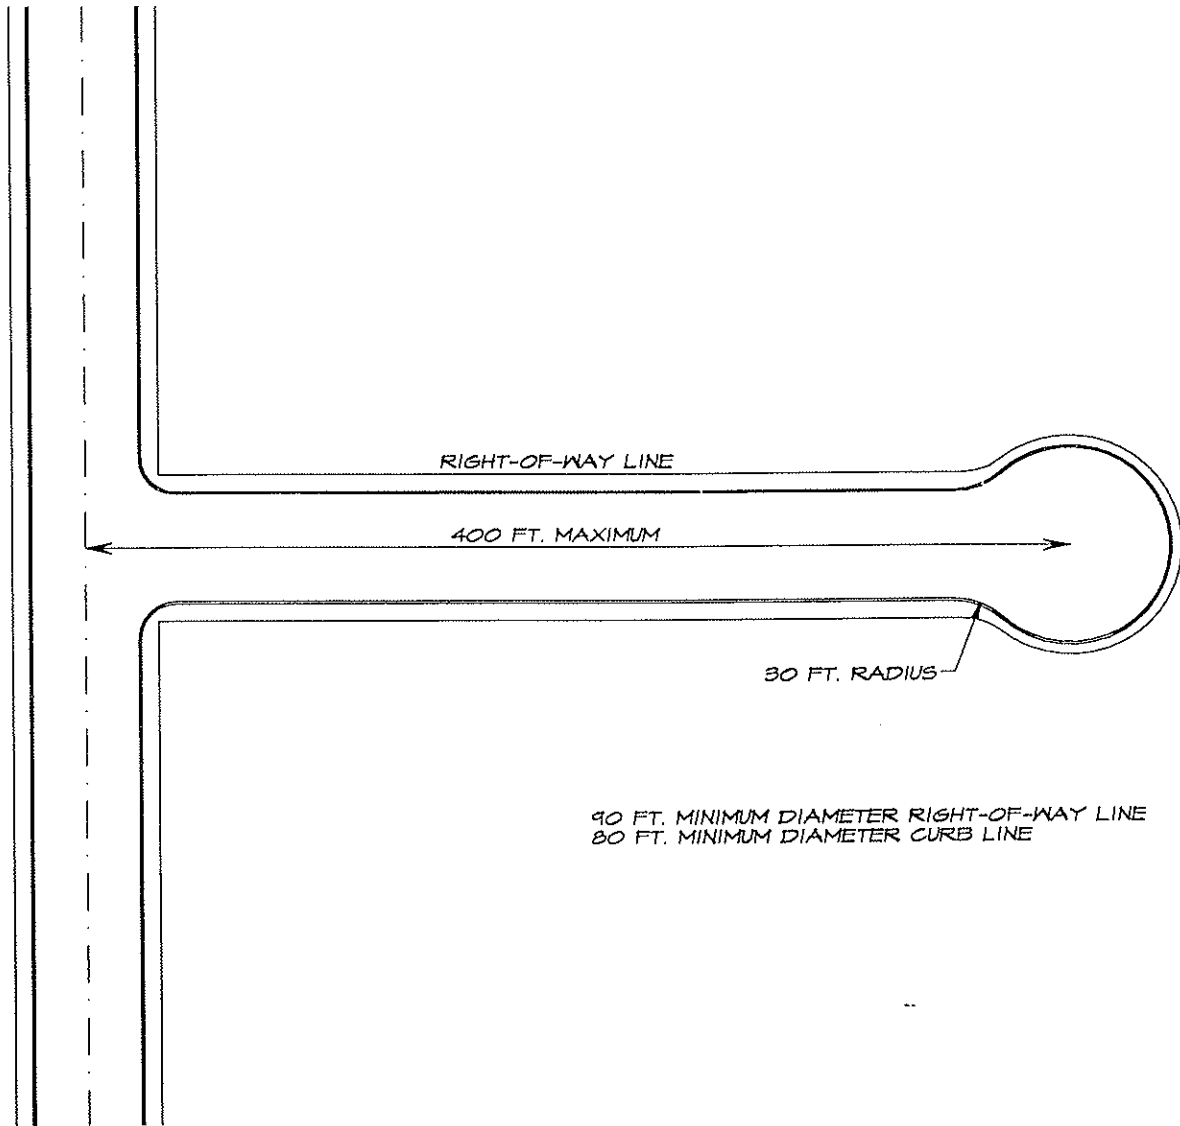 RIGHT-OF-WAY LINE
400 FT. MAXIMUM
30 FT. RADIUS
90 FT. MINIMUM DIAMETER RIGHT-OF-WAY LINE
80 FT. MINIMUM DIAMETER CURB LINE